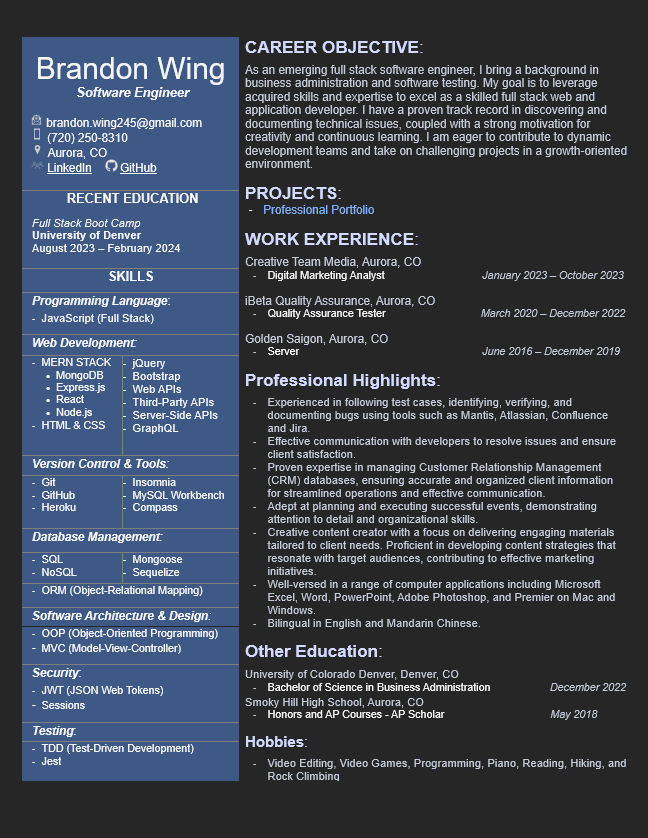 Brandon Wing
Software Engineer
brandon.wing245@gmail.com
(720) 250-8310
Aurora, CO
LinkedIn GitHub
RECENT EDUCATION
Full Stack Boot Camp
University of Denver
August 2023 – February 2024
SKILLS
Programming Language:
- JavaScript (Full Stack)
Web Development:
- MERN STACK
• MongoDB
• Express.js
• React
• Node.js
- HTML & CSS
- jQuery
- Bootstrap
- Web APIs
- Third-Party APIs
- Server-Side APIs
- GraphQL
Version Control & Tools:
- Git
- GitHub
- Heroku
- Insomnia
- MySQL Workbench
- Compass
Database Management:
- SQL
- NoSQL
- Mongoose
- Sequelize
- ORM (Object-Relational Mapping)
Software Architecture & Design:
- OOP (Object-Oriented Programming)
- MVC (Model-View-Controller)
Security:
- JWT (JSON Web Tokens)
- Sessions
Testing:
- TDD (Test-Driven Development)
- Jest
CAREER OBJECTIVE:
As an emerging full stack software engineer, I bring a background in
business administration and software testing. My goal is to leverage
acquired skills and expertise to excel as a skilled full stack web and
application developer. I have a proven track record in discovering and
documenting technical issues, coupled with a strong motivation for
creativity and continuous learning. I am eager to contribute to dynamic
development teams and take on challenging projects in a growth-oriented
environment.
PROJECTS:
- Professional Portfolio
WORK EXPERIENCE:
Creative Team Media, Aurora, CO
- Digital Marketing Analyst January 2023 – October 2023
iBeta Quality Assurance, Aurora, CO
- Quality Assurance Tester March 2020 – December 2022
Golden Saigon, Aurora, CO
- Server June 2016 – December 2019
Professional Highlights:
- Experienced in following test cases, identifying, verifying, and
documenting bugs using tools such as Mantis, Atlassian, Confluence
and Jira.
- Effective communication with developers to resolve issues and ensure
client satisfaction.
- Proven expertise in managing Customer Relationship Management
(CRM) databases, ensuring accurate and organized client information
for streamlined operations and effective communication.
- Adept at planning and executing successful events, demonstrating
attention to detail and organizational skills.
- Creative content creator with a focus on delivering engaging materials
tailored to client needs. Proficient in developing content strategies that
resonate with target audiences, contributing to effective marketing
initiatives.
- Well-versed in a range of computer applications including Microsoft
Excel, Word, PowerPoint, Adobe Photoshop, and Premier on Mac and
Windows.
- Bilingual in English and Mandarin Chinese.
Other Education:
University of Colorado Denver, Denver, CO
- Bachelor of Science in Business Administration December 2022
Smoky Hill High School, Aurora, CO
- Honors and AP Courses - AP Scholar May 2018
Hobbies:
- Video Editing, Video Games, Programming, Piano, Reading, Hiking, and
Rock Climbing